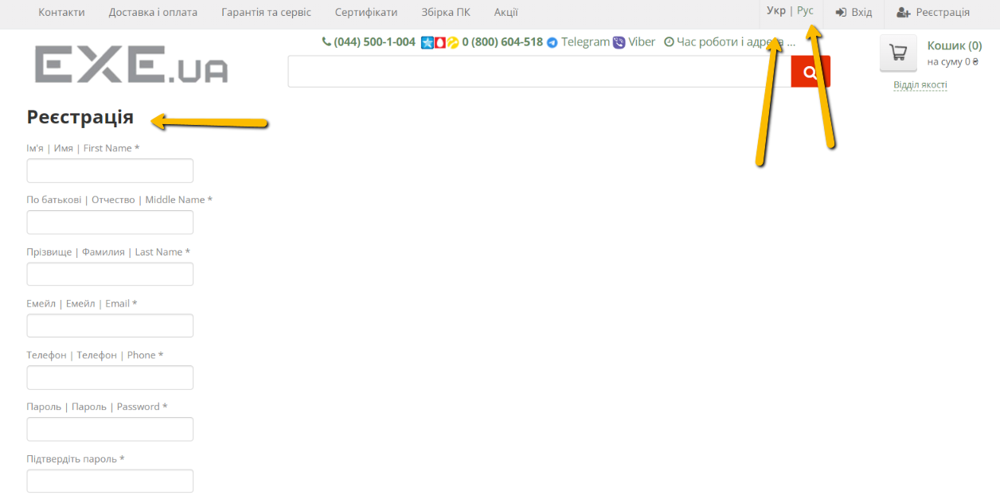 Контакти Доставка і оплата Гарантія та сервіс Сертифікати Збірка ПК Акції Укр | Рус Вхід Реєстрація
(044) 500-1-004 0 (800) 604-518 Telegram Viber Час роботи і адреса ...
EXE.UA
Кошик (0)
на суму 0 ₴
Відділ якості
Реєстрація
Ім'я | Имя | First Name *
По батькові | Отчество | Middle Name *
Прізвище | Фамилия | Last Name *
Емейл | Емейл | Email *
Телефон | Телефон | Phone *
Пароль | Пароль | Password *
Підтвердіть пароль *